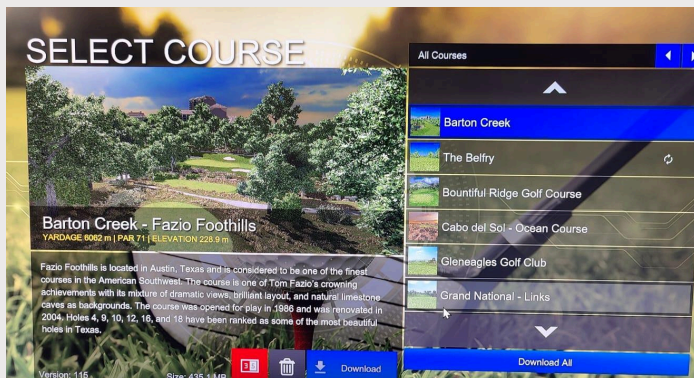 SELECT COURSE
All Courses
Barton Creek
The Belfry
Bountiful Ridge Golf Course
Cabo del Sol - Ocean Course
Gleneagles Golf Club
Grand National - Links
Download All
Barton Creek - Fazio Foothills
YARDAGE 6062 m | PAR 71 | ELEVATION 228.9 m
Fazio Foothills is located in Austin, Texas and is considered to be one of the finest
courses in the American Southwest. The course is one of Tom Fazio's crowning
achievements with its mixture of dramatic views, brilliant layout, and natural limestone
caves as backgrounds. The course was opened for play in 1986 and was renovated in
2004. Holes 4, 9, 10, 12, 16, and 18 have been ranked as some of the most beautiful
holes in Texas.
Version: 115
Size: 435.1 MB
Download